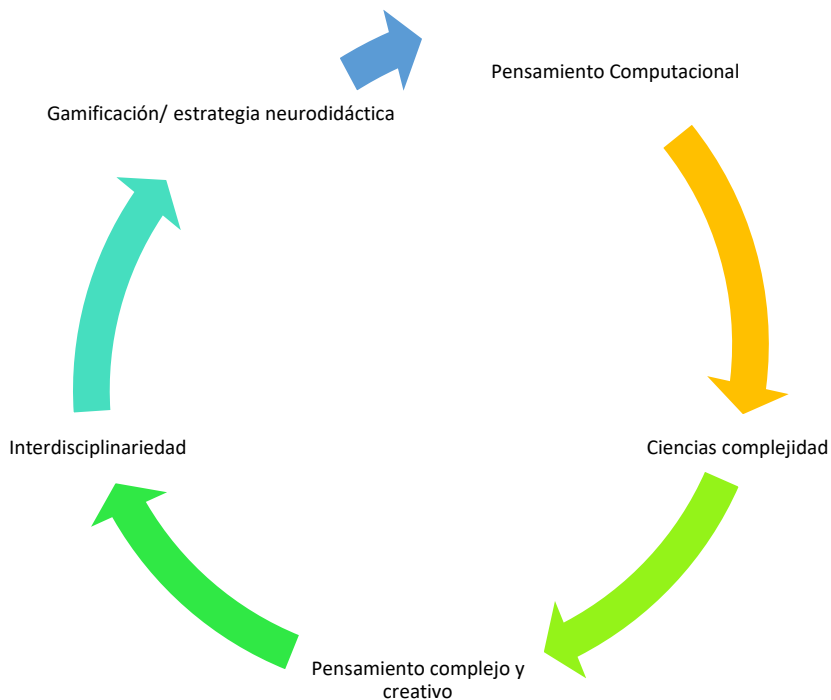 Pensamiento Computacional
Gamificación/ estrategia neurodidáctica
Interdisciplinariedad
Ciencias complejidad
Pensamiento complejo y
creativo